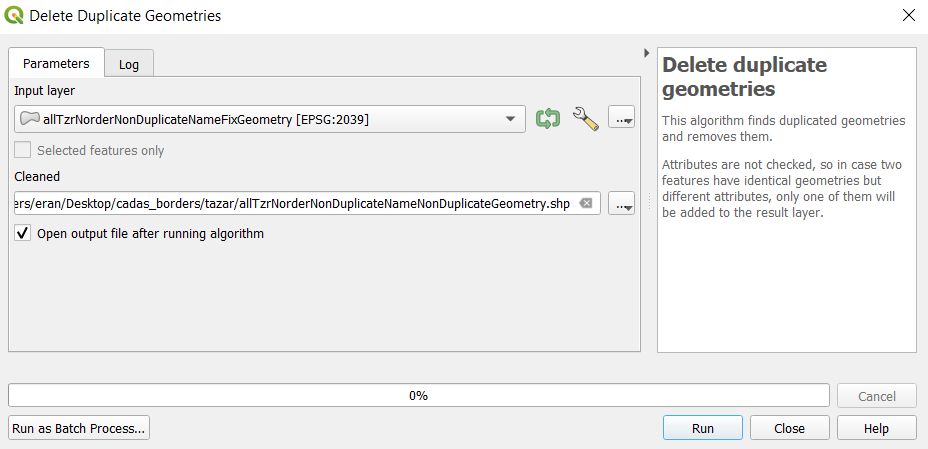 Delete Duplicate Geometries
Parameters
Log
Input layer
allTzrNorderNonDuplicateNameFixGeometry [EPSG:2039]
...
Selected features only
Cleaned
ers/eran/Desktop/cadas_borders/tazar/allTzrNorderNonDuplicateNameNonDuplicateGeometry.shp
...
Open output file after running algorithm
Delete duplicate
geometries
This algorithm finds duplicated geometries
and removes them.
Attributes are not checked, so in case two
features have identical geometries but
different attributes, only one of them will
be added to the result layer.
0%
Cancel
Run as Batch Process...
Run
Close
Help